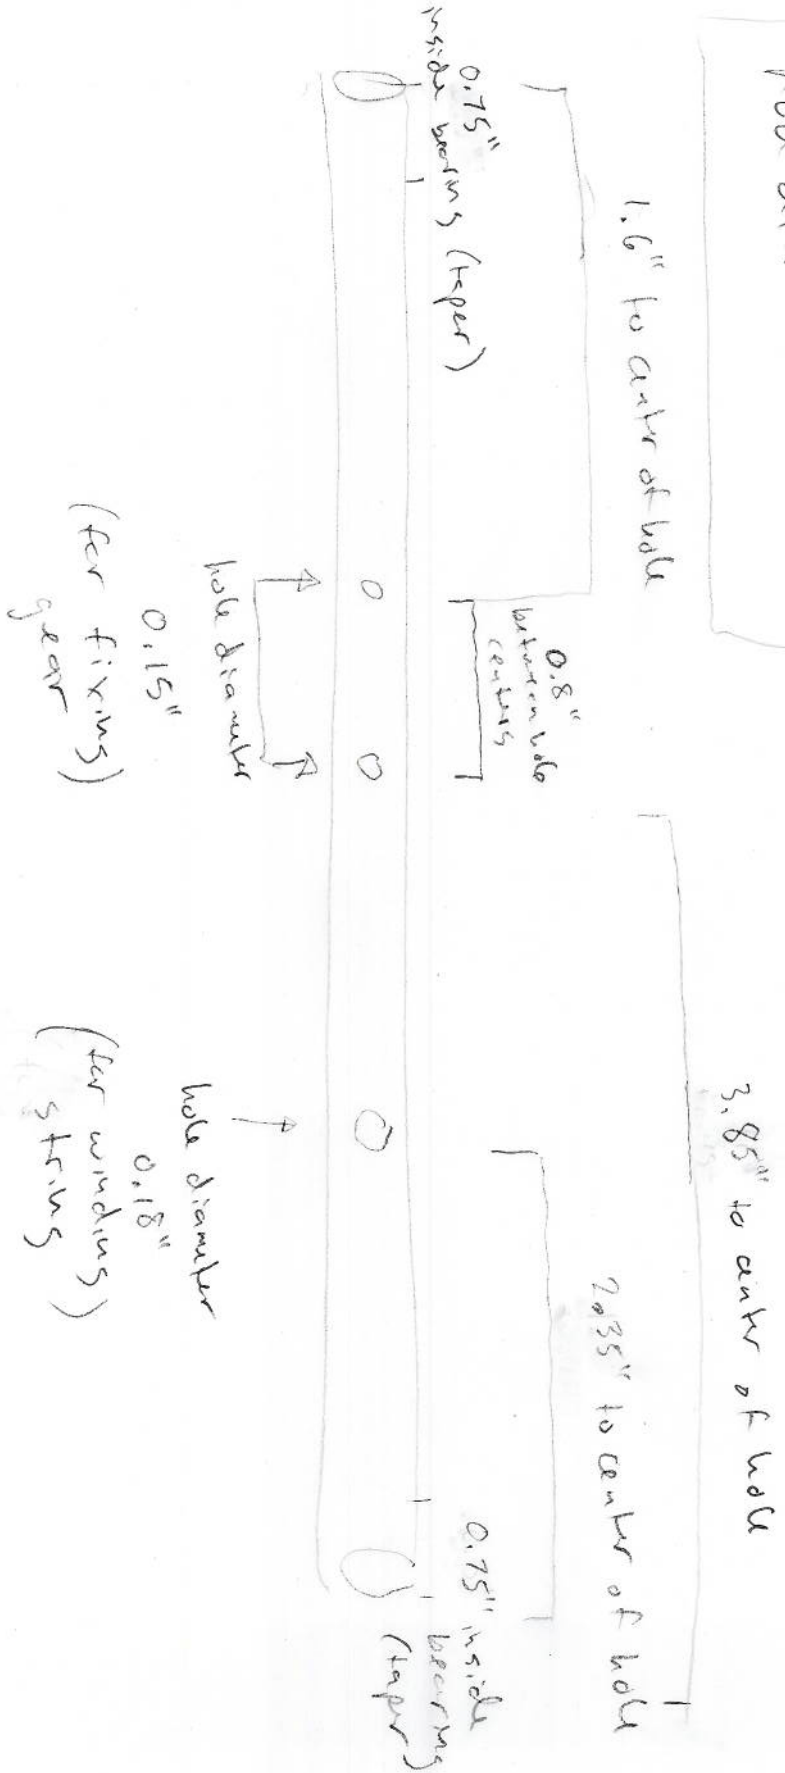 1.6" to center of hole
3.85" to center of hole
0.8"
between hole
centers
2.35" to center of hole
0.75"
inside bearing (taper)
0.75" inside
bearing
(taper)
hole diameter
0.15"
(for fixing)
gear
hole diameter
0.18"
(for winding)
string